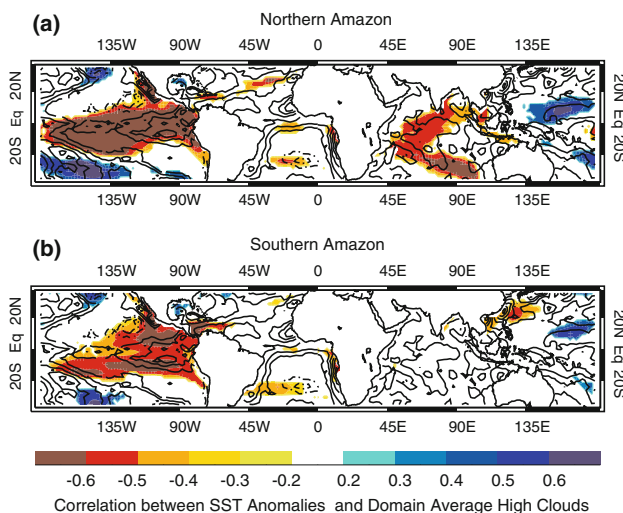 (a) Northern Amazon
135W 90W 45W 0 45E 90E 135E
20S Eq 20N
20N Eq 20S
135W 90W 45W 0 45E 90E 135E
(b) Southern Amazon
135W 90W 45W 0 45E 90E 135E
20S Eq 20N
20N Eq 20S
135W 90W 45W 0 45E 90E 135E
-0.6 -0.5 -0.4 -0.3 -0.2 0.2 0.3 0.4 0.5 0.6
Correlation between SST Anomalies and Domain Average High Clouds